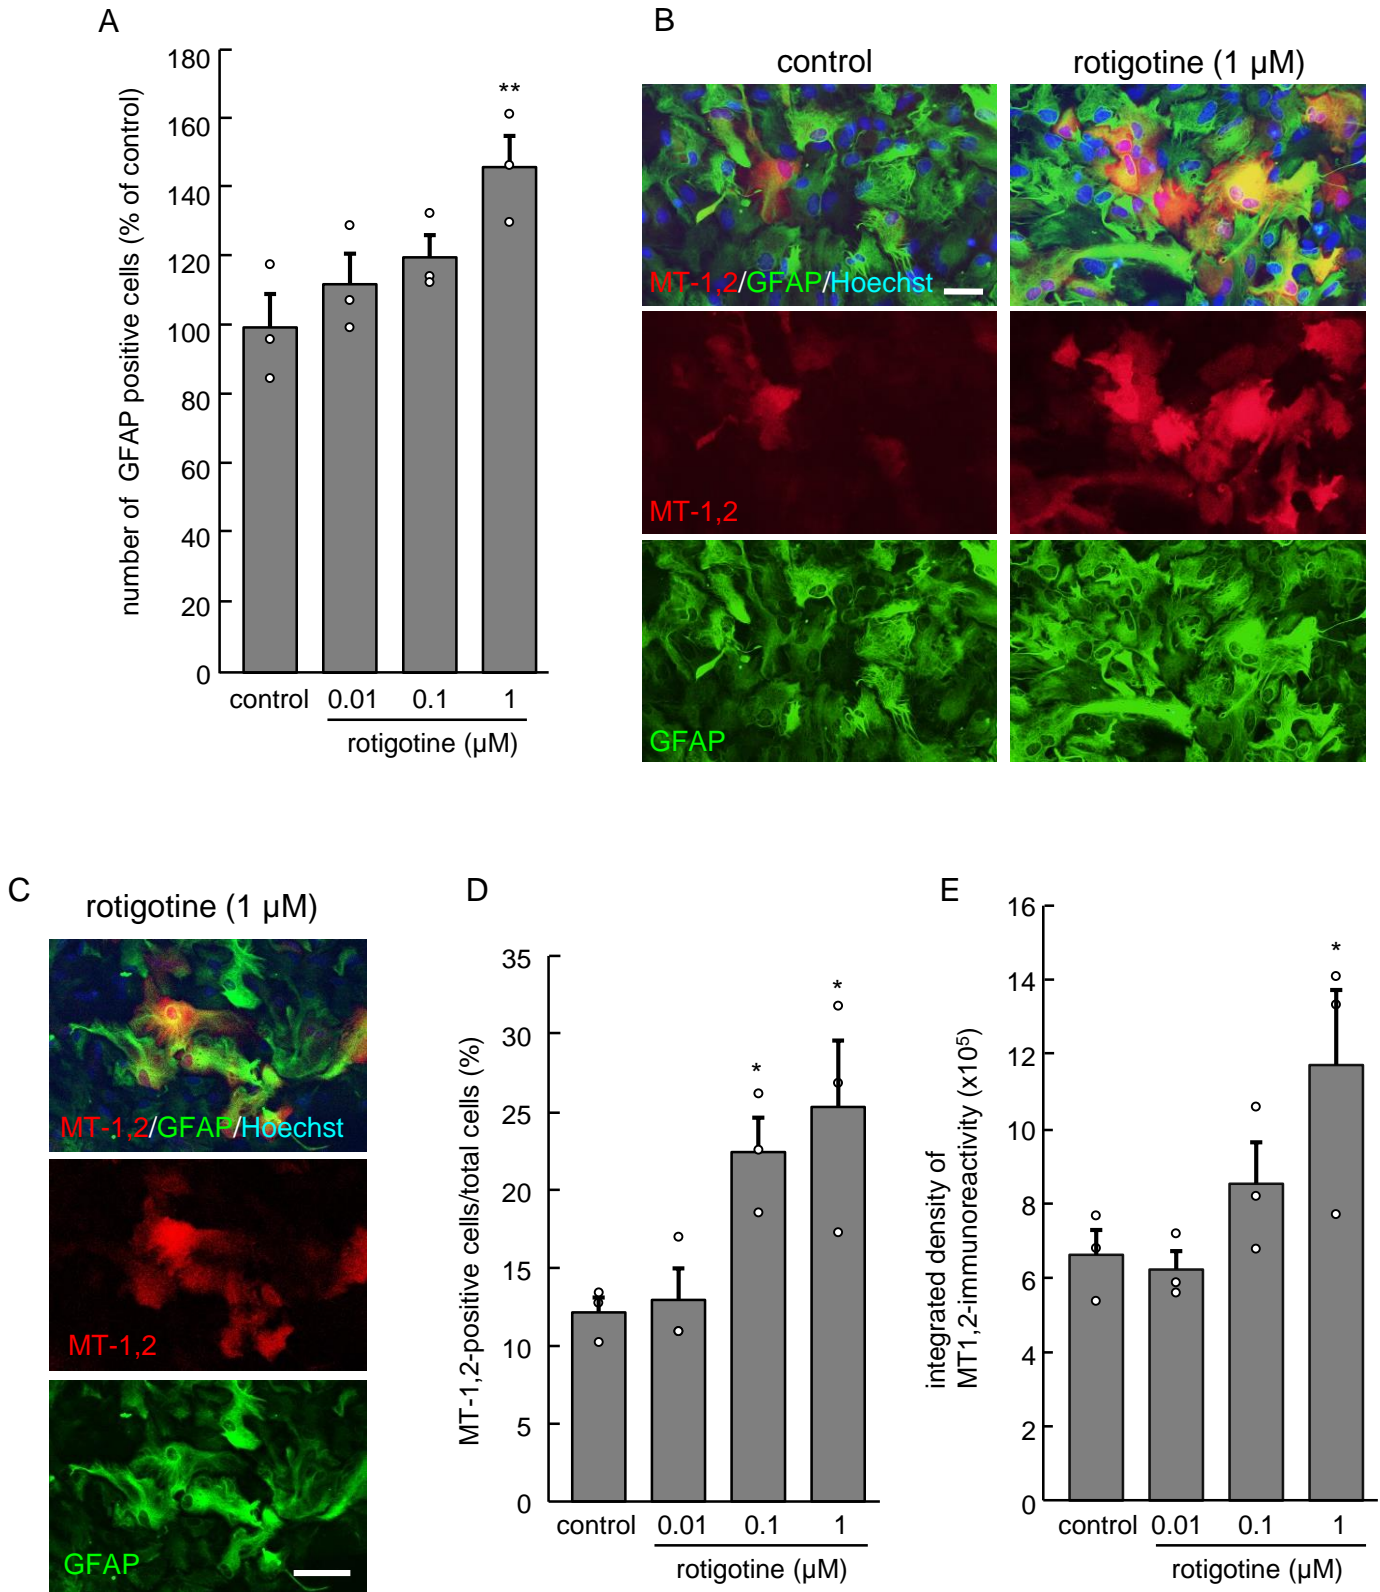 A
number of GFAP positive cells (% of control)
180
160
140
120
100
80
60
40
20
0
**
control 0.01 0.1 1
rotigotine (µM)
B
control rotigotine (1 µM)
MT-1,2/GFAP/Hoechst
MT-1,2
GFAP
C
rotigotine (1 µM)
MT-1,2/GFAP/Hoechst
MT-1,2
GFAP
D
MT-1,2-positive cells/total cells (%)
35
30
25
20
15
10
5
0
*
*
control 0.01 0.1 1
rotigotine (µM)
E
integrated density of
MT1,2-immunoreactivity (x10⁵)
16
14
12
10
8
6
4
2
0
*
control 0.01 0.1 1
rotigotine (µM)